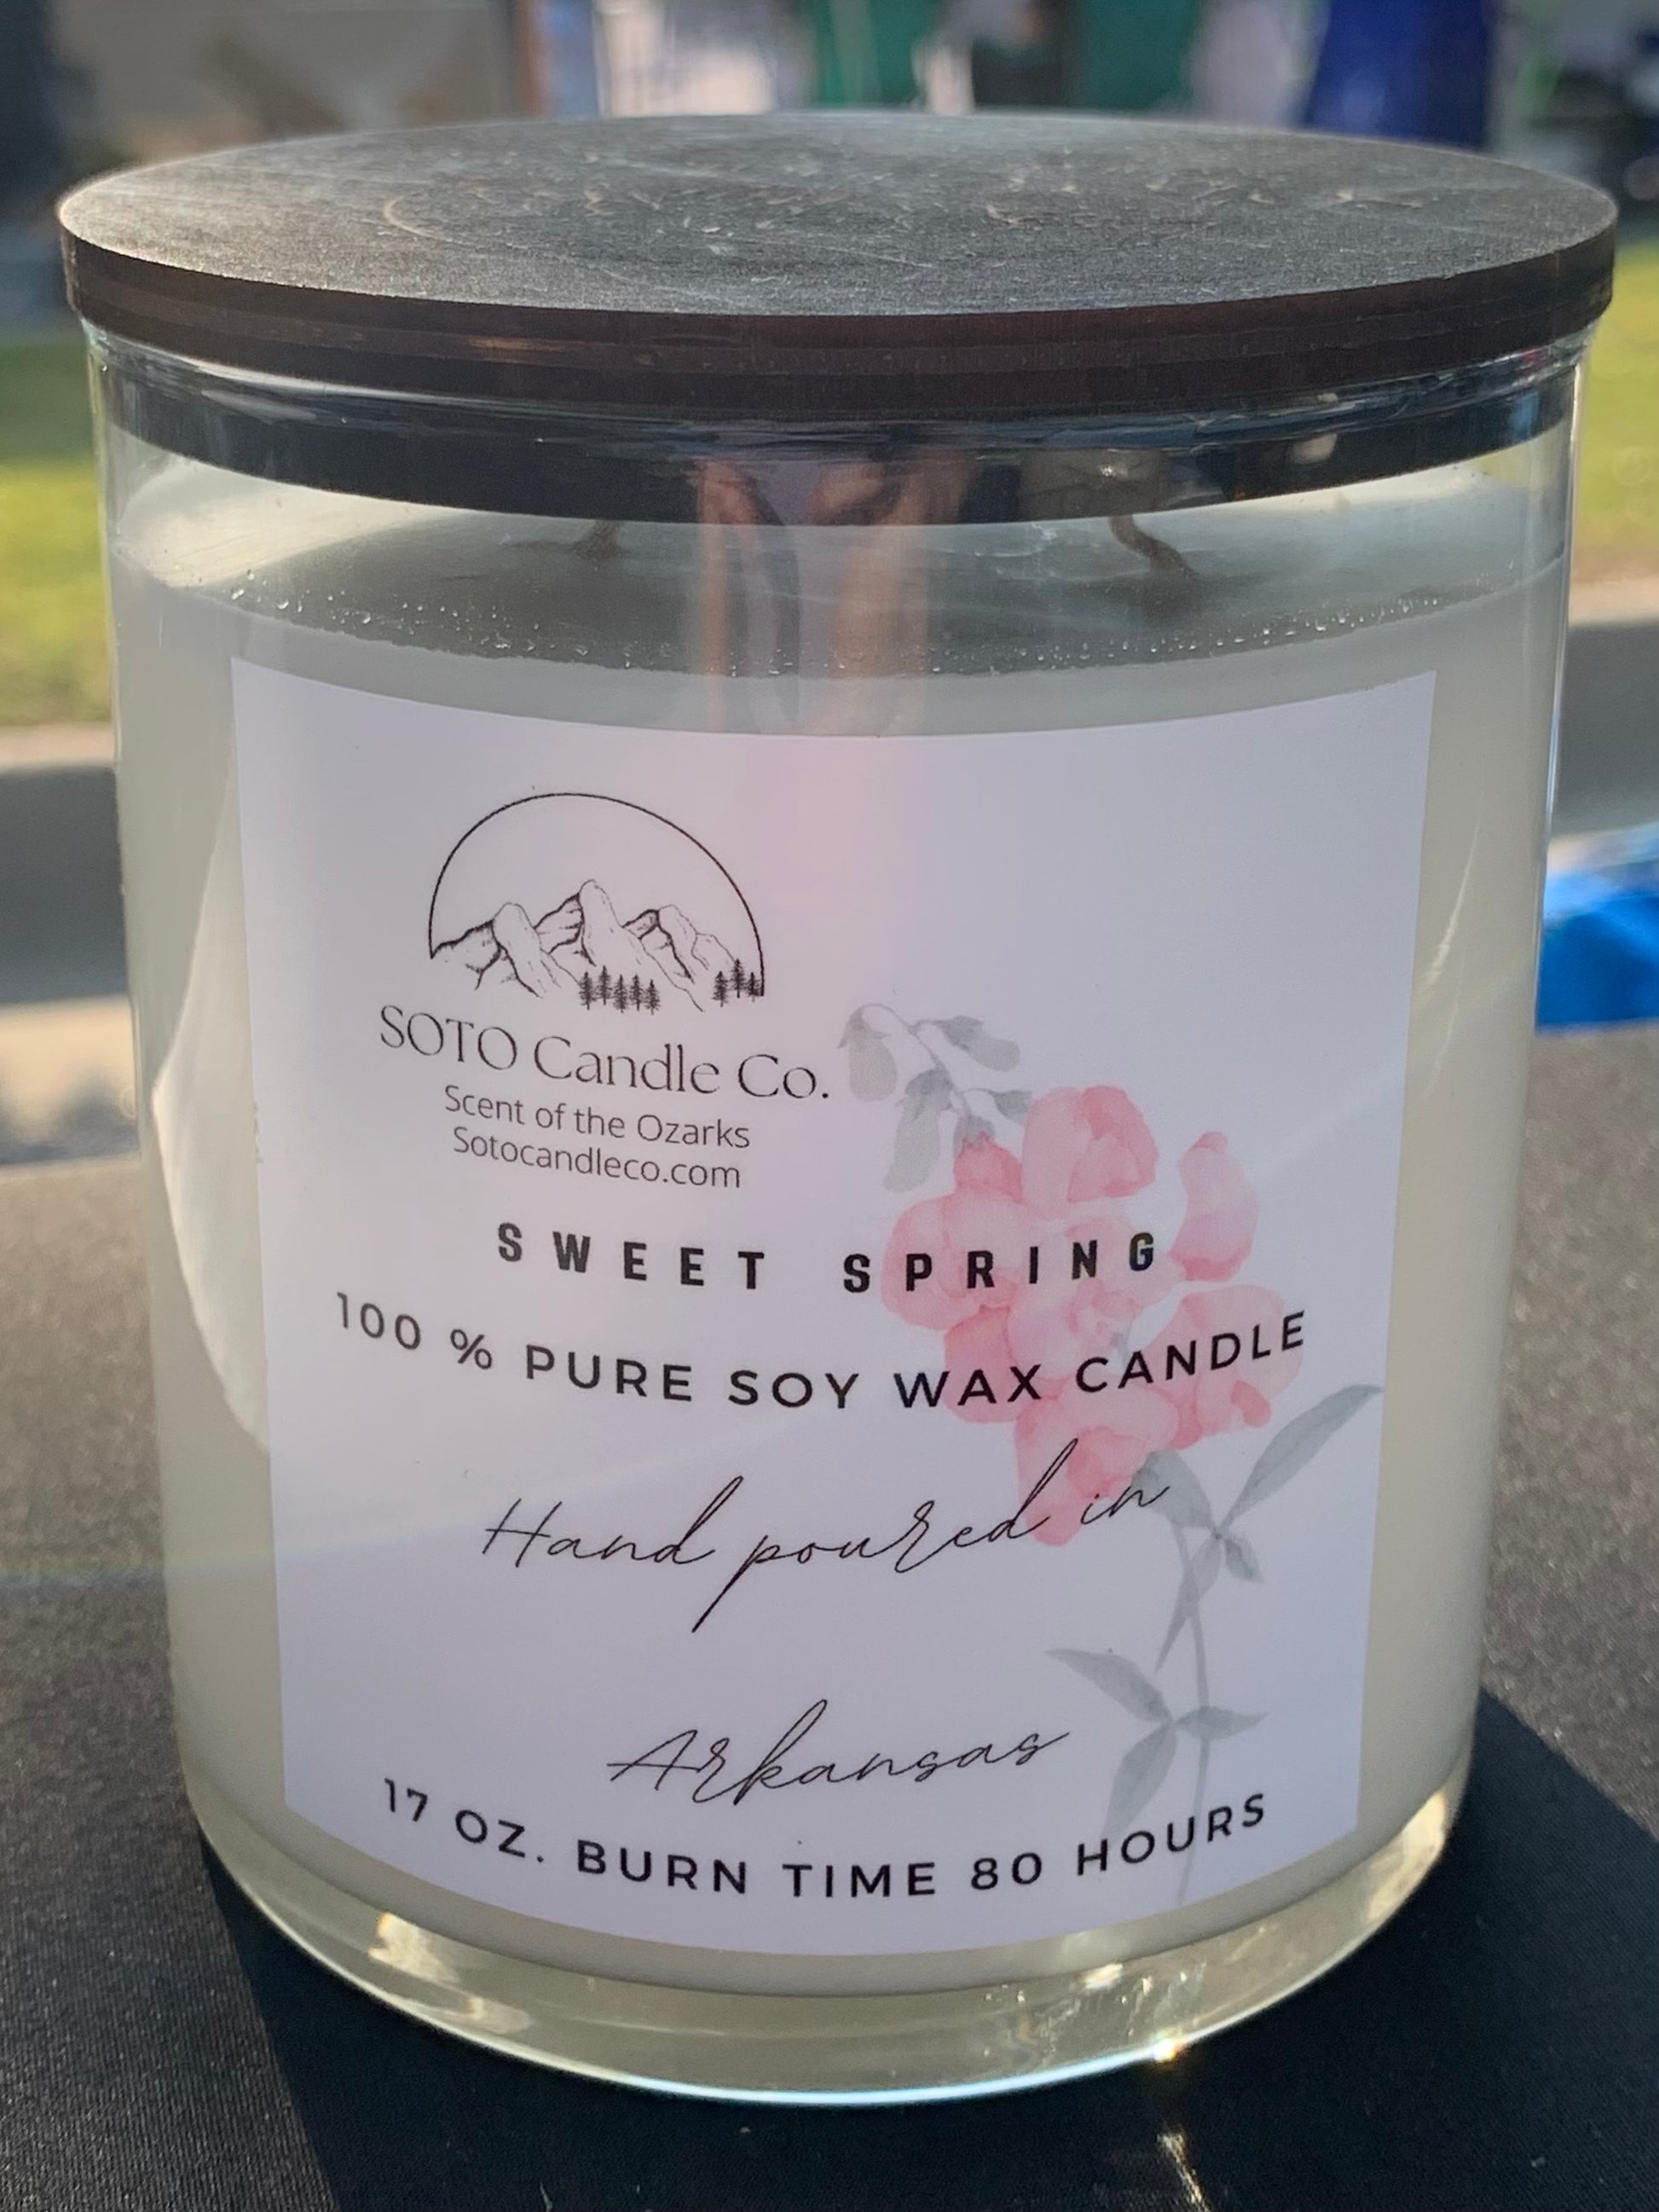 SOTO Candle Co.
Scent of the Ozarks
Sotocandleco.com
SWEET SPRING
100 % PURE SOY WAX CANDLE
Hand poured in
Arkansas
17 OZ. BURN TIME 80 HOURS